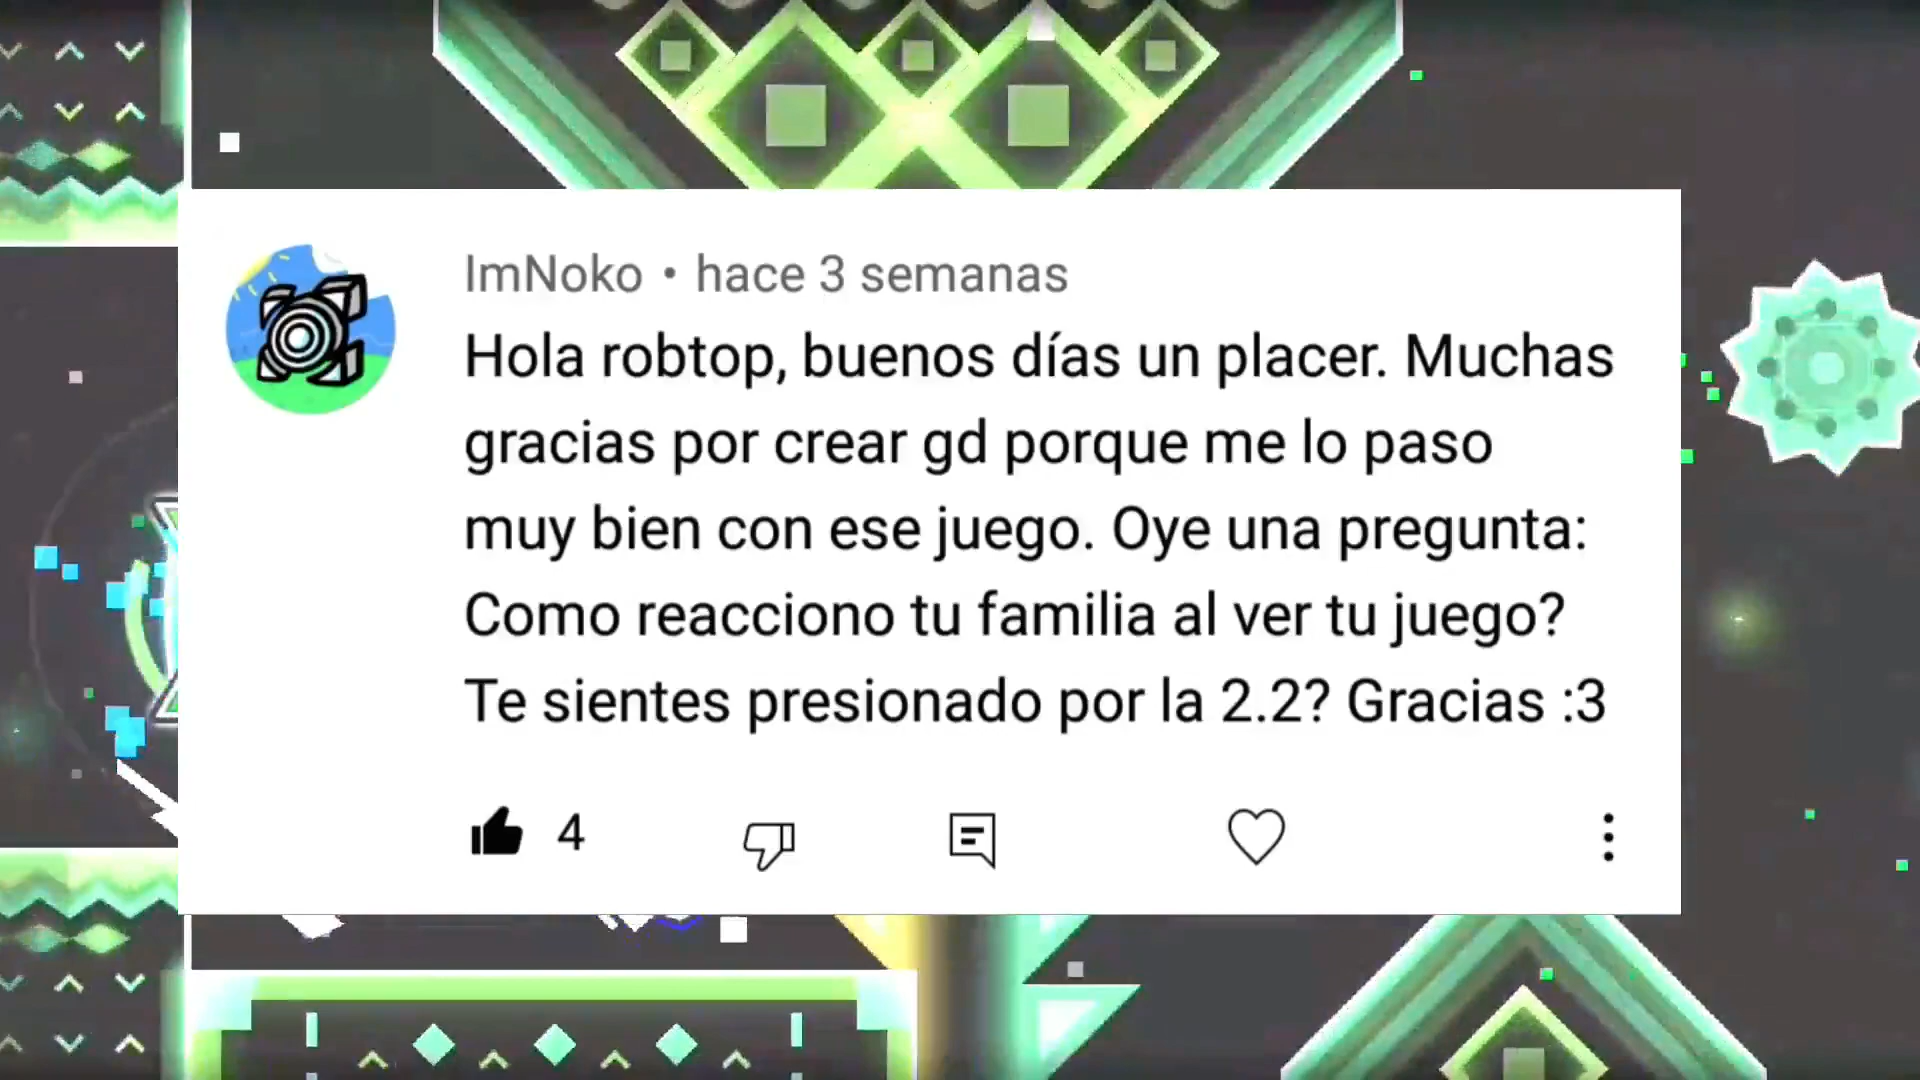 ImNoko • hace 3 semanas
Hola robtop, buenos días un placer. Muchas
gracias por crear gd porque me lo paso
muy bien con ese juego. Oye una pregunta:
Como reacciono tu familia al ver tu juego?
Te sientes presionado por la 2.2? Gracias :3
4